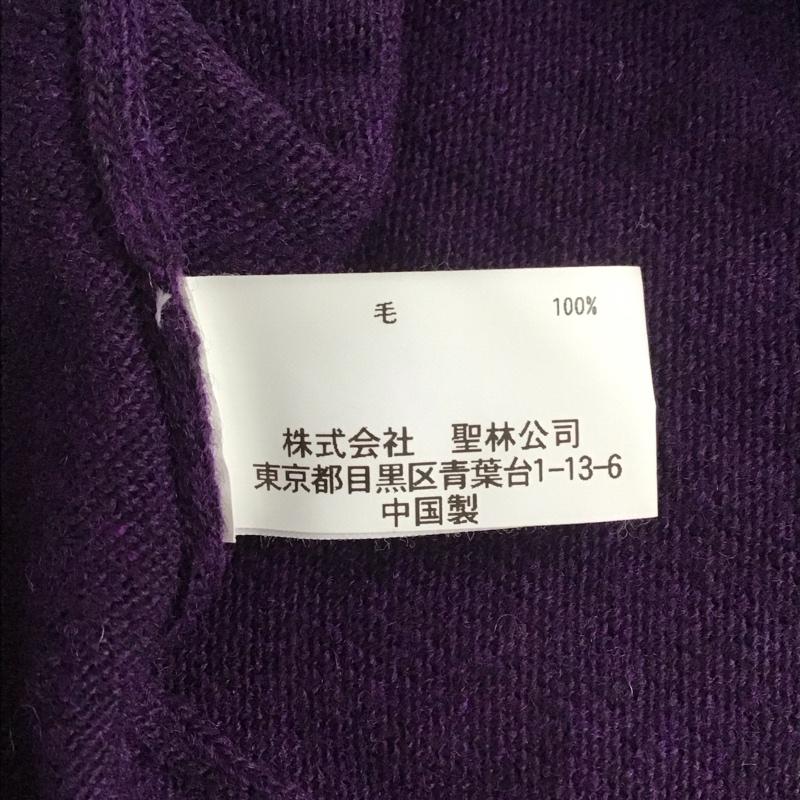 毛 100%
株式会社 聖林公司
東京都目黒区青葉台1-13-6
中国製